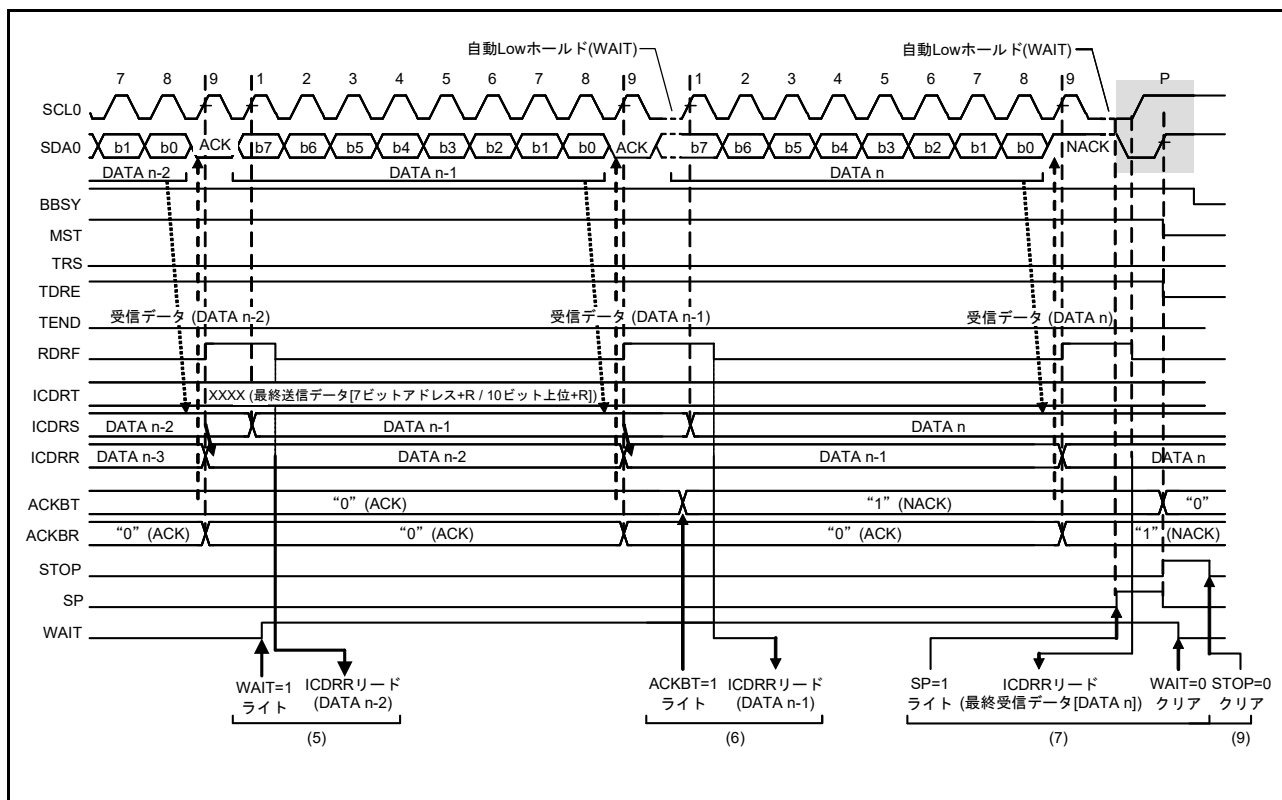 自動Lowホールド(WAIT)
自動Lowホールド(WAIT)
7 8 9 1 2 3 4 5 6 7 8 9 1 2 3 4 5 6 7 8 9 P
SCL0
SDA0 b1 b0 ACK b7 b6 b5 b4 b3 b2 b1 b0 ACK b7 b6 b5 b4 b3 b2 b1 b0 NACK
DATA n-2 DATA n-1 DATA n
BBSY
MST
TRS
TDRE
受信データ (DATA n-2) 受信データ (DATA n-1) 受信データ (DATA n)
TEND
RDRF
ICDRT XXXX (最終送信データ[7ビットアドレス+R / 10ビット上位+R])
ICDRS DATA n-2 DATA n-1 DATA n
ICDRR DATA n-3 DATA n-2 DATA n-1 DATA n
ACKBT “0” (ACK) “1” (NACK) “0”
ACKBR “0” (ACK) “0” (ACK) “0” (ACK) “1” (NACK)
STOP
SP
WAIT
WAIT=1 ICDRRリード ACKBT=1 ICDRRリード SP=1 ICDRRリード WAIT=0 STOP=0
ライト (DATA n-2) ライト (DATA n-1) ライト (最終受信データ[DATA n]) クリア クリア
(5) (6) (7) (9)